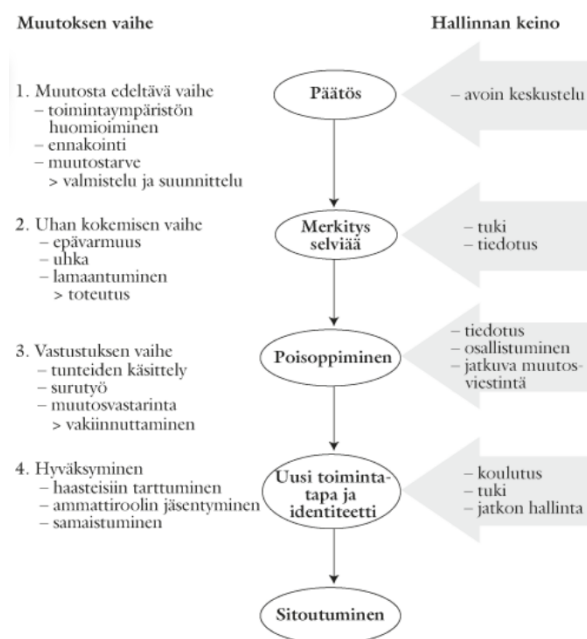 Muutoksen vaihe
Hallinnan keino
1. Muutosta edeltävä vaihe
– toimintaympäristön
huomioiminen
– ennakointi
– muutostarve
> valmistelu ja suunnittelu
Päätös
– avoin keskustelu
2. Uhan kokemisen vaihe
– epävarmuus
– uhka
– lamaantuminen
> toteutus
Merkitys
selviää
– tuki
– tiedotus
3. Vastustuksen vaihe
– tunteiden käsittely
– surutyö
– muutosvastarinta
> vakiinnuttaminen
Poisoppiminen
– tiedotus
– osallistuminen
– jatkuva muutos-
viestintä
4. Hyväksyminen
– haasteisiin tarttuminen
– ammattiroolin jäsentyminen
– samaistuminen
Uusi toiminta-
tapa ja
identiteetti
– koulutus
– tuki
– jatkon hallinta
Sitoutuminen